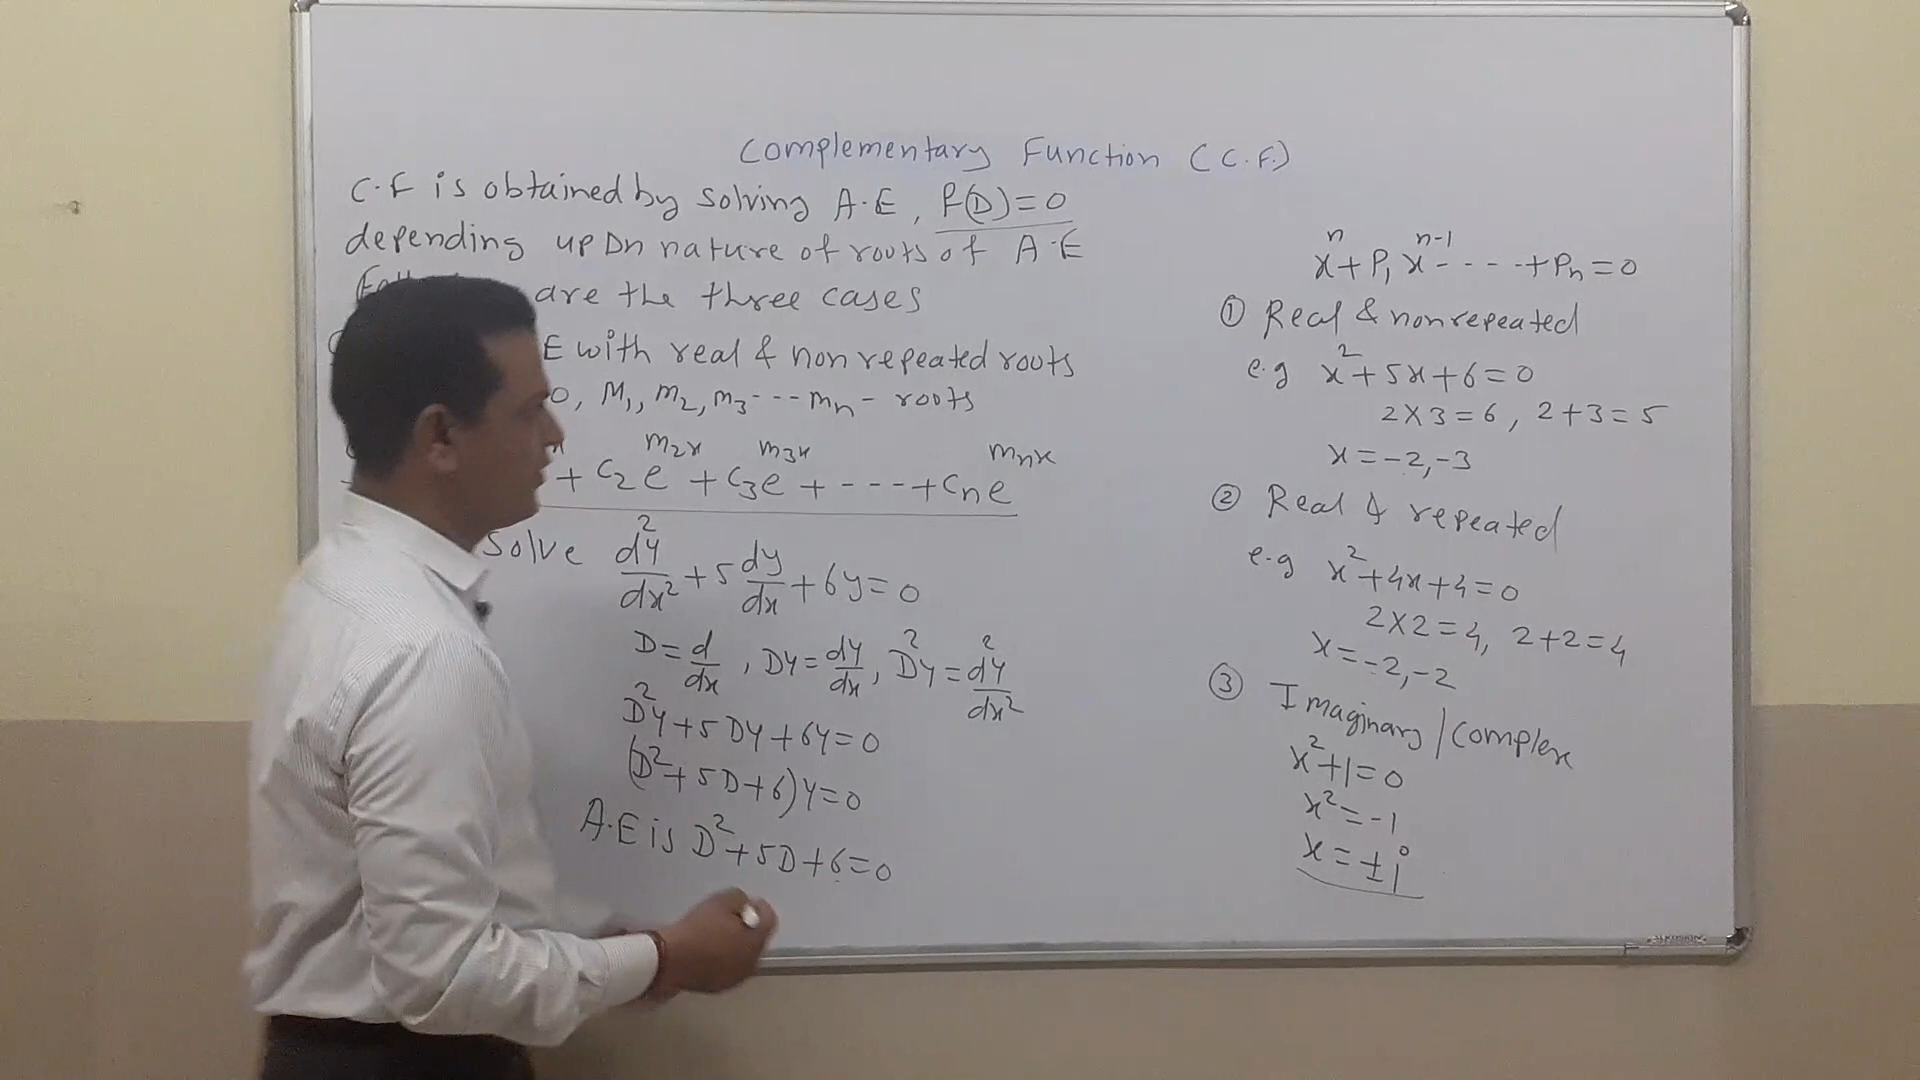 Complementary Function (C.F.)
C.F is obtained by solving A.E, f(D)=0
depending upon nature of roots of A.E
are the three cases
E with real & non repeated roots
0, M₁, m₂, m₃---mₙ - roots
+ C₂e^(m₂x) + C₃e^(m₃x) + ----+Cₙe^(mₙx)
Solve d²y/dx² + 5 dy/dx + 6y = 0
D = d/dx, Dy = dy/dx, D²y = d²y/dx²
D²y + 5Dy + 6y = 0
(D² + 5D + 6)y = 0
A.E is D² + 5D + 6 = 0
xⁿ + P₁xⁿ⁻¹ - - - - + Pₙ = 0
① Real & nonrepeated
e.g x² + 5x + 6 = 0
2×3 = 6, 2+3 = 5
x = -2, -3
② Real & repeated
e-g x² + 4x + 4 = 0
2×2 = 4, 2+2 = 4
x = -2, -2
③ Imaginary / Complex
x² + 1 = 0
x² = -1
x = ±i